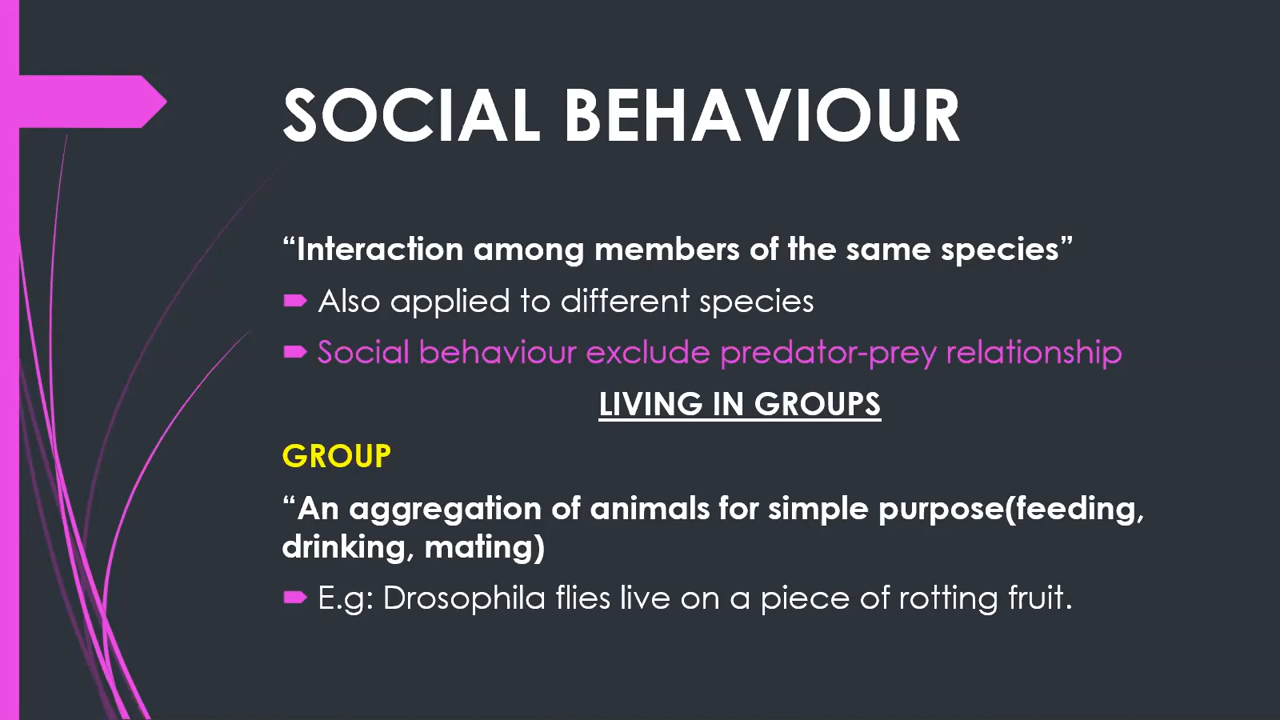 SOCIAL BEHAVIOUR
“Interaction among members of the same species”
Also applied to different species
Social behaviour exclude predator-prey relationship
LIVING IN GROUPS
GROUP
“An aggregation of animals for simple purpose(feeding,
drinking, mating)
E.g: Drosophila flies live on a piece of rotting fruit.